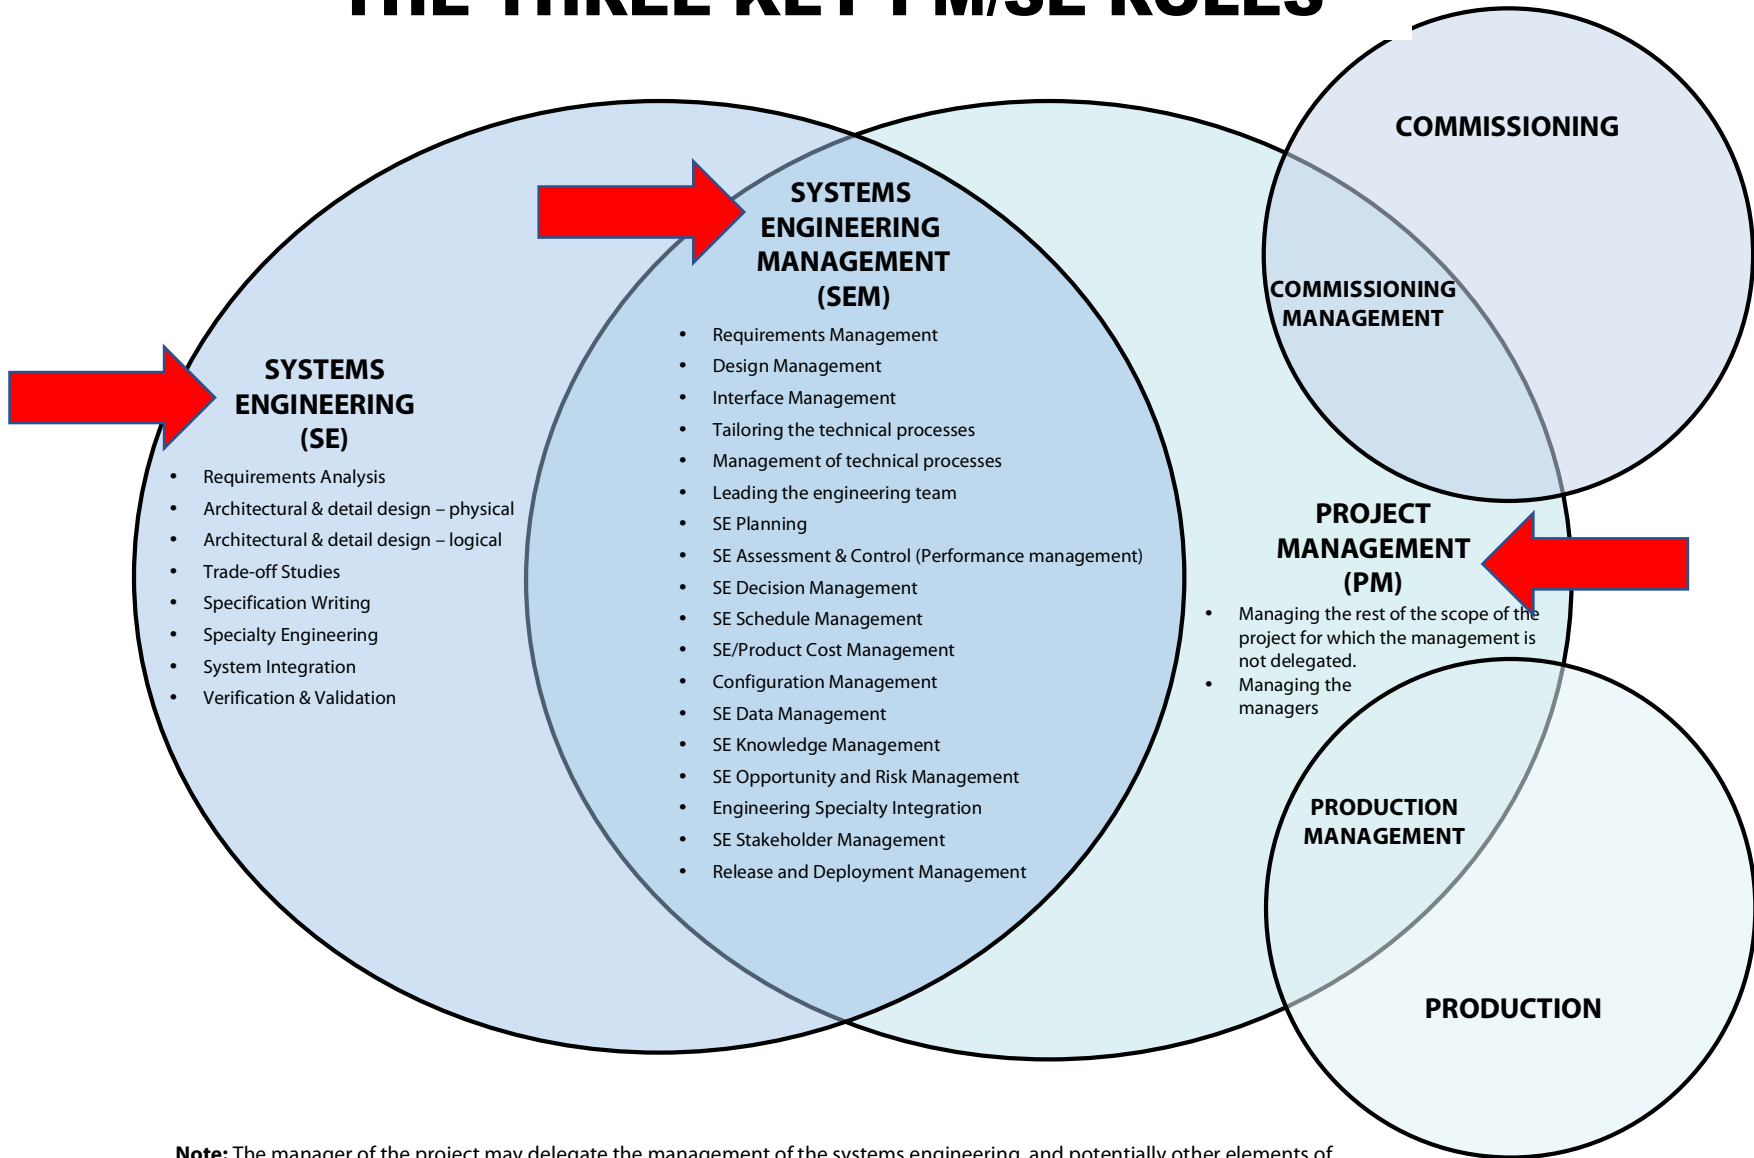 THE THREE KEY PM/SE ROLES
COMMISSIONING
COMMISSIONING
MANAGEMENT
SYSTEMS
ENGINEERING
MANAGEMENT
(SEM)
• Requirements Management
• Design Management
• Interface Management
• Tailoring the technical processes
• Management of technical processes
• Leading the engineering team
• SE Planning
• SE Assessment & Control (Performance management)
• SE Decision Management
• SE Schedule Management
• SE/Product Cost Management
• Configuration Management
• SE Data Management
• SE Knowledge Management
• SE Opportunity and Risk Management
• Engineering Specialty Integration
• SE Stakeholder Management
• Release and Deployment Management
SYSTEMS
ENGINEERING
(SE)
• Requirements Analysis
• Architectural & detail design – physical
• Architectural & detail design – logical
• Trade-off Studies
• Specification Writing
• Specialty Engineering
• System Integration
• Verification & Validation
PROJECT
MANAGEMENT
(PM)
• Managing the rest of the scope of the
project for which the management is
not delegated.
• Managing the
managers
PRODUCTION
MANAGEMENT
PRODUCTION
Note: The manager of the project may delegate the management of the systems engineering, and potentially other elements of